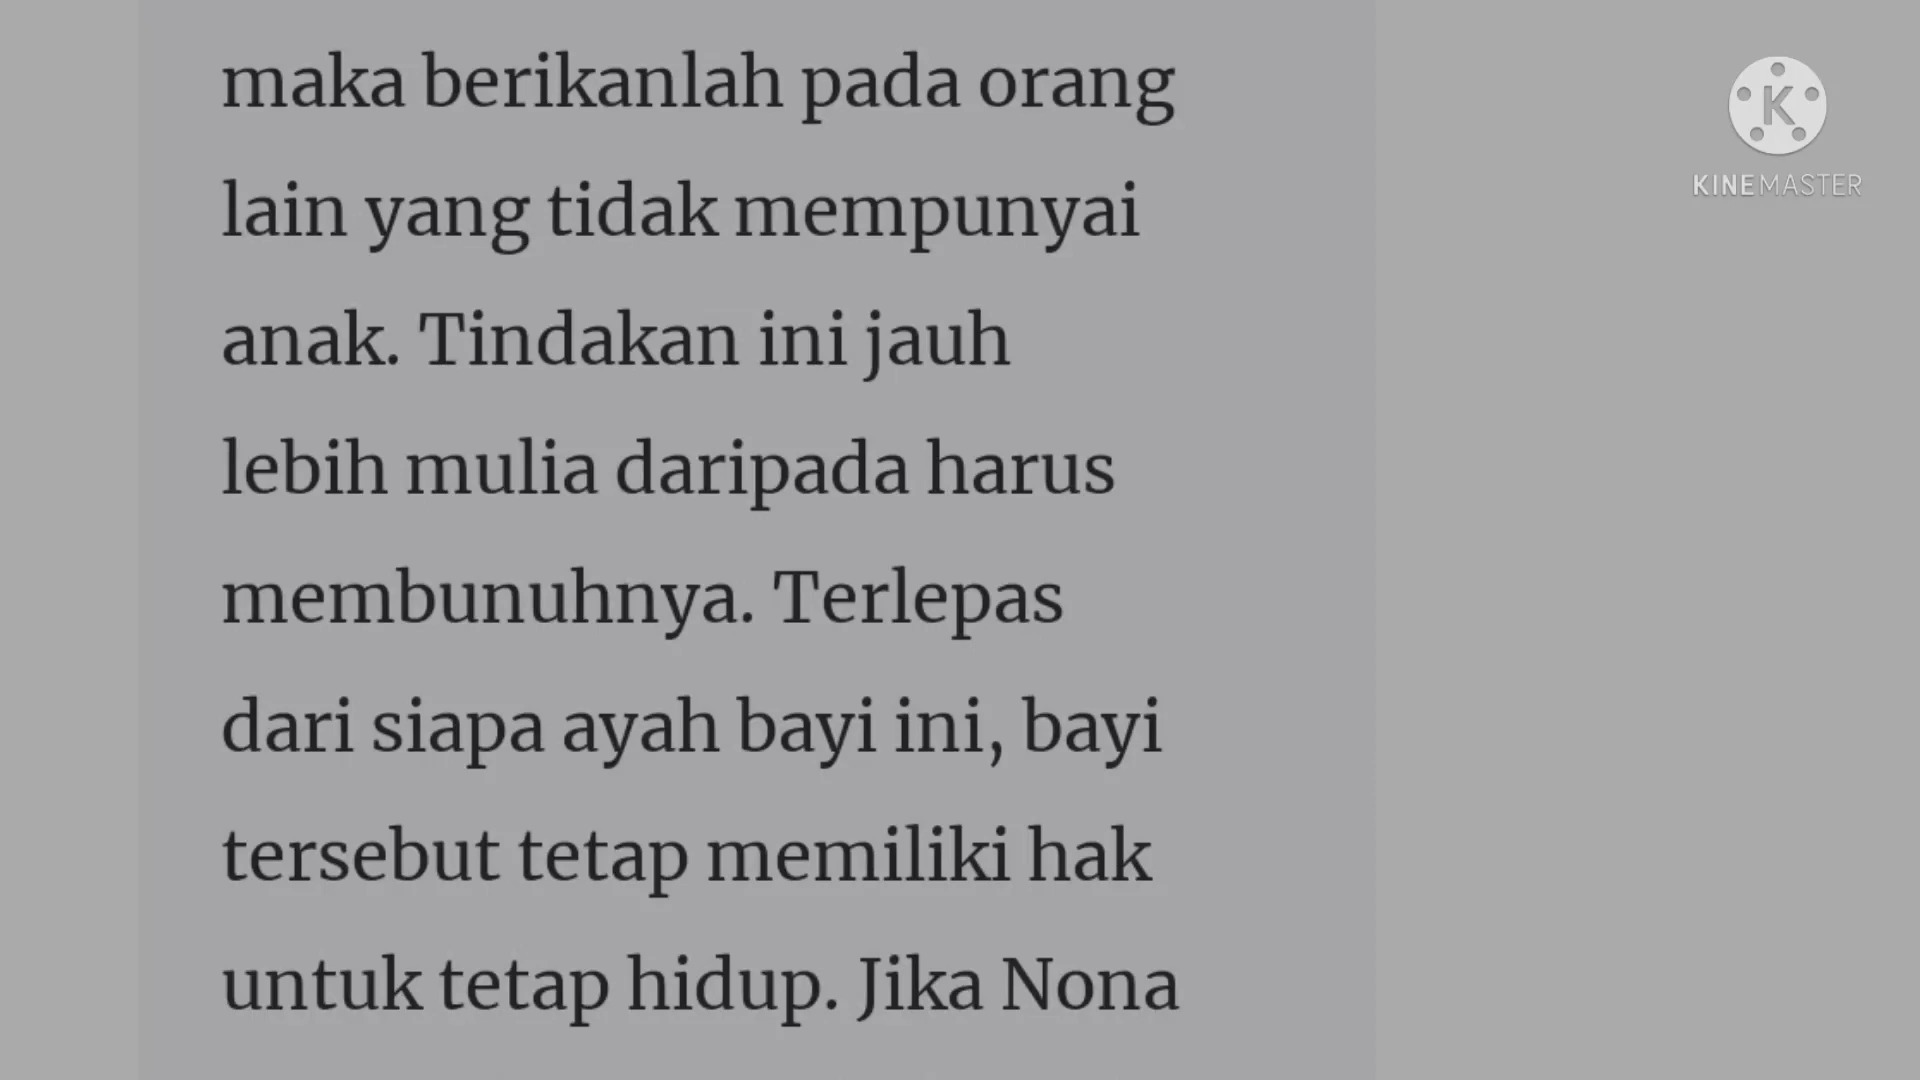 maka berikanlah pada orang
lain yang tidak mempunyai
anak. Tindakan ini jauh
lebih mulia daripada harus
membunuhnya. Terlepas
dari siapa ayah bayi ini, bayi
tersebut tetap memiliki hak
untuk tetap hidup. Jika Nona
K
KINEMASTER